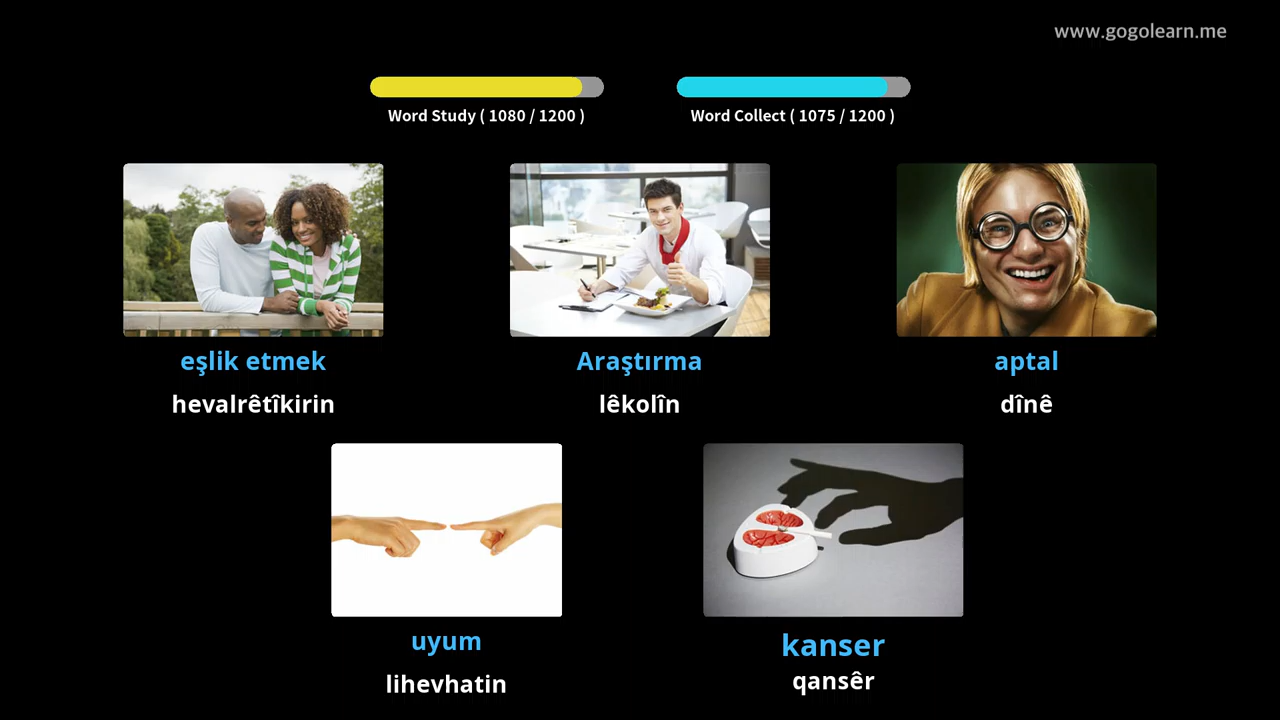 www.gogolearn.me
Word Study ( 1080 / 1200 )
Word Collect ( 1075 / 1200 )
eşlik etmek
hevalrêtîkirin
Araştırma
lêkolîn
aptal
dînê
uyum
lihevhatin
kanser
qansêr